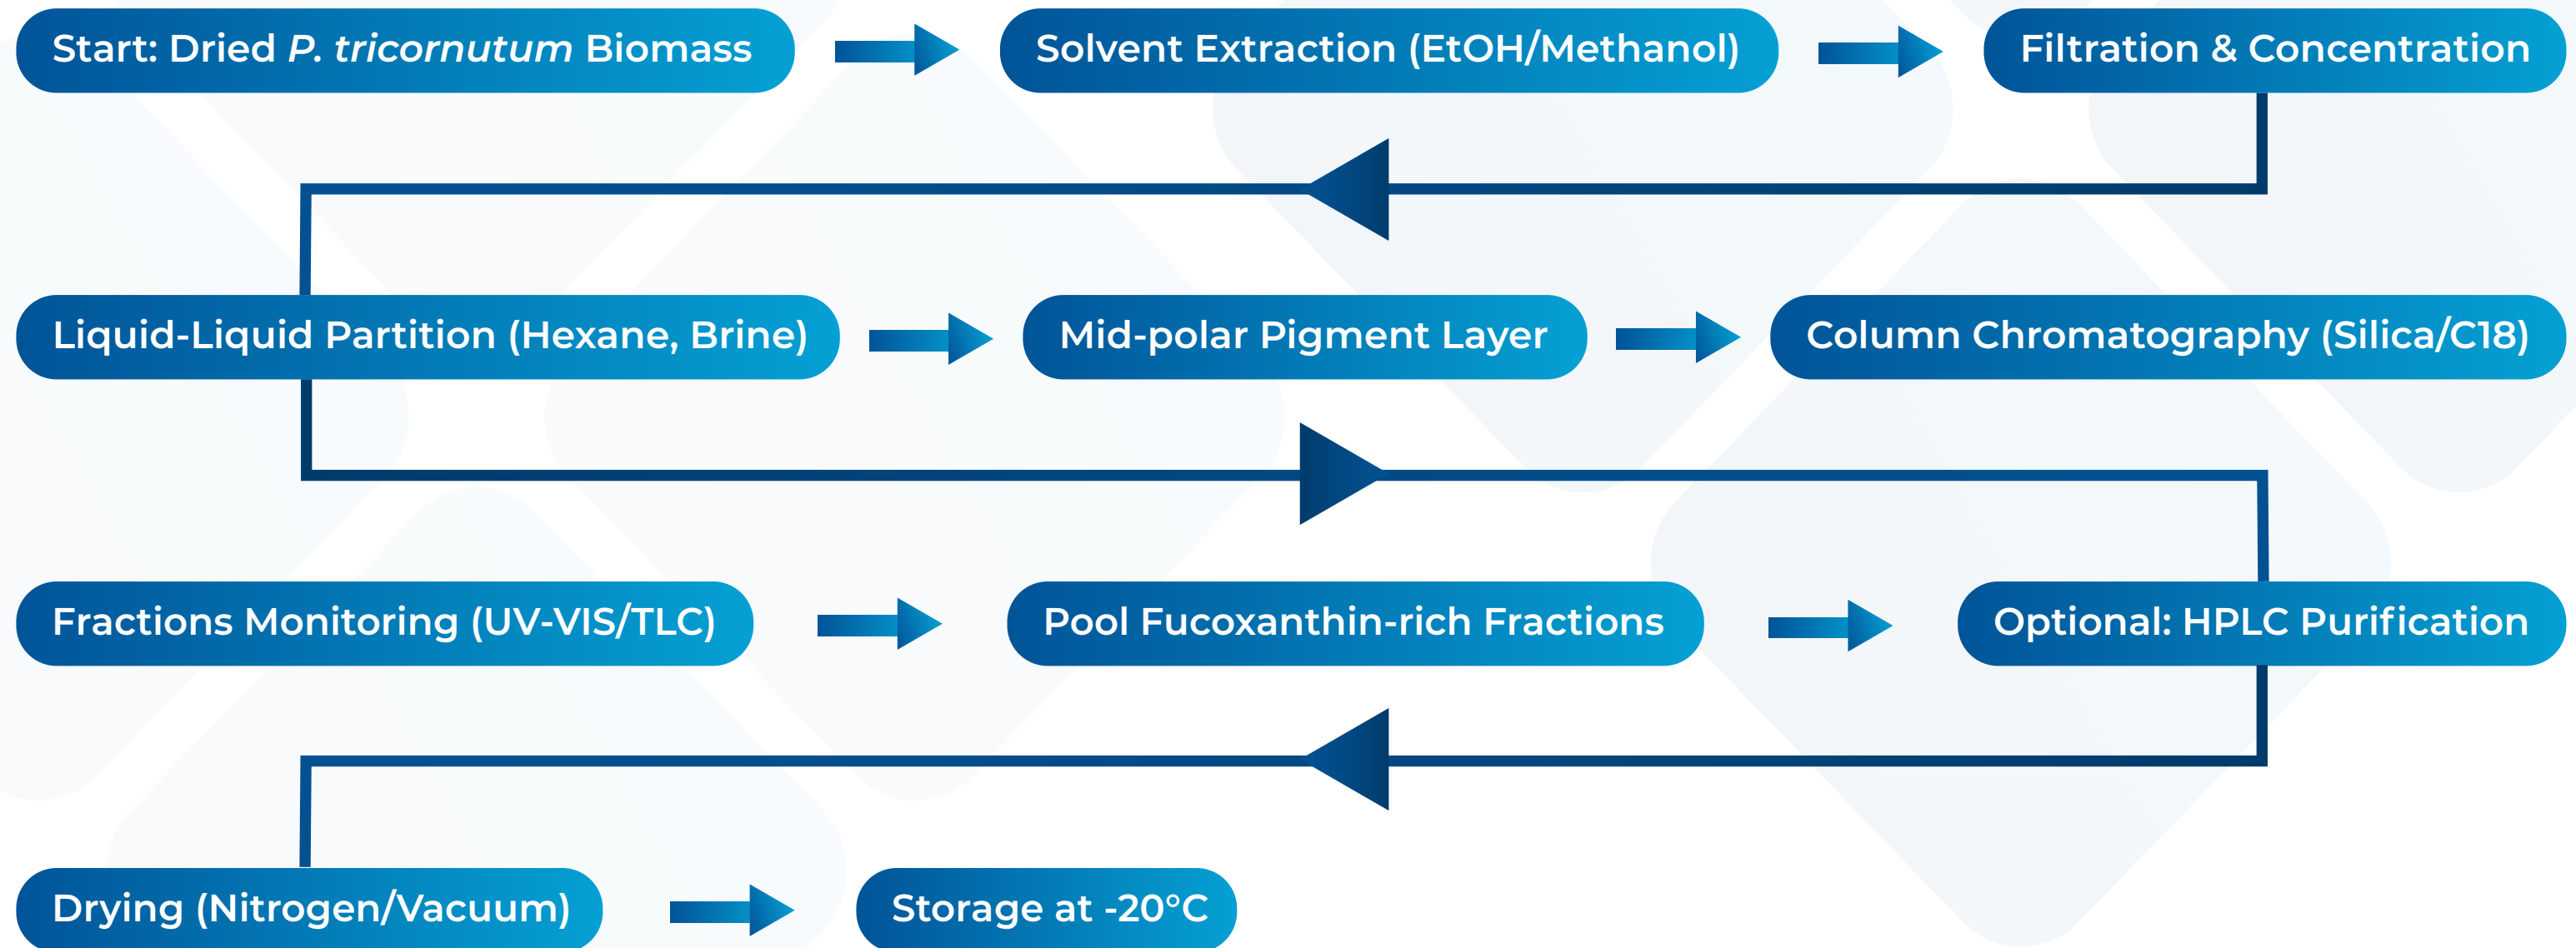 Start: Dried P. tricornutum Biomass
Solvent Extraction (EtOH/Methanol)
Filtration & Concentration
Liquid-Liquid Partition (Hexane, Brine)
Mid-polar Pigment Layer
Column Chromatography (Silica/C18)
Fractions Monitoring (UV-VIS/TLC)
Pool Fucoxanthin-rich Fractions
Optional: HPLC Purification
Drying (Nitrogen/Vacuum)
Storage at -20°C